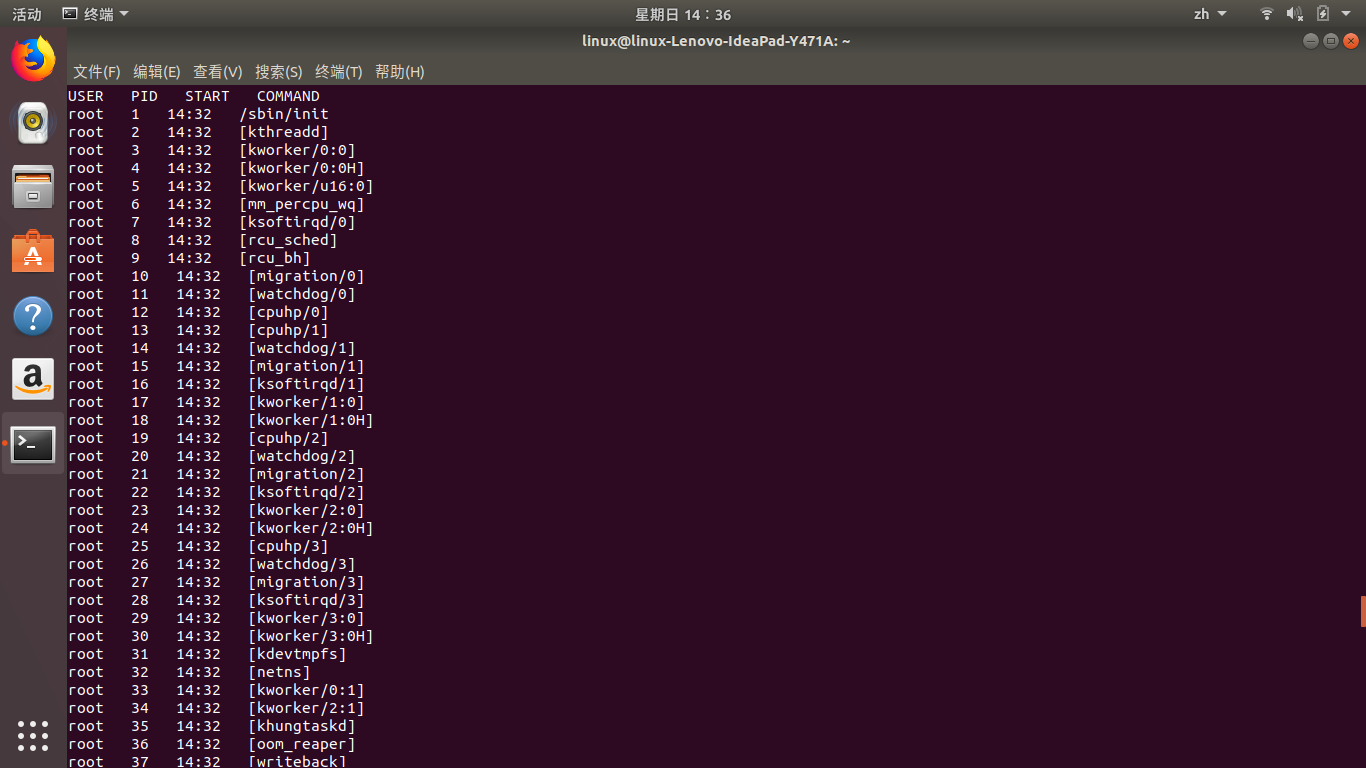 活动 终端 星期日 14：36 zh
linux@linux-Lenovo-IdeaPad-Y471A: ~
文件(F) 编辑(E) 查看(V) 搜索(S) 终端(T) 帮助(H)
USER   PID   START   COMMAND
root   1   14:32   /sbin/init
root   2   14:32   [kthreadd]
root   3   14:32   [kworker/0:0]
root   4   14:32   [kworker/0:0H]
root   5   14:32   [kworker/u16:0]
root   6   14:32   [mm_percpu_wq]
root   7   14:32   [ksoftirqd/0]
root   8   14:32   [rcu_sched]
root   9   14:32   [rcu_bh]
root   10   14:32   [migration/0]
root   11   14:32   [watchdog/0]
root   12   14:32   [cpuhp/0]
root   13   14:32   [cpuhp/1]
root   14   14:32   [watchdog/1]
root   15   14:32   [migration/1]
root   16   14:32   [ksoftirqd/1]
root   17   14:32   [kworker/1:0]
root   18   14:32   [kworker/1:0H]
root   19   14:32   [cpuhp/2]
root   20   14:32   [watchdog/2]
root   21   14:32   [migration/2]
root   22   14:32   [ksoftirqd/2]
root   23   14:32   [kworker/2:0]
root   24   14:32   [kworker/2:0H]
root   25   14:32   [cpuhp/3]
root   26   14:32   [watchdog/3]
root   27   14:32   [migration/3]
root   28   14:32   [ksoftirqd/3]
root   29   14:32   [kworker/3:0]
root   30   14:32   [kworker/3:0H]
root   31   14:32   [kdevtmpfs]
root   32   14:32   [netns]
root   33   14:32   [kworker/0:1]
root   34   14:32   [kworker/2:1]
root   35   14:32   [khungtaskd]
root   36   14:32   [oom_reaper]
root   37   14:32   [writeback]